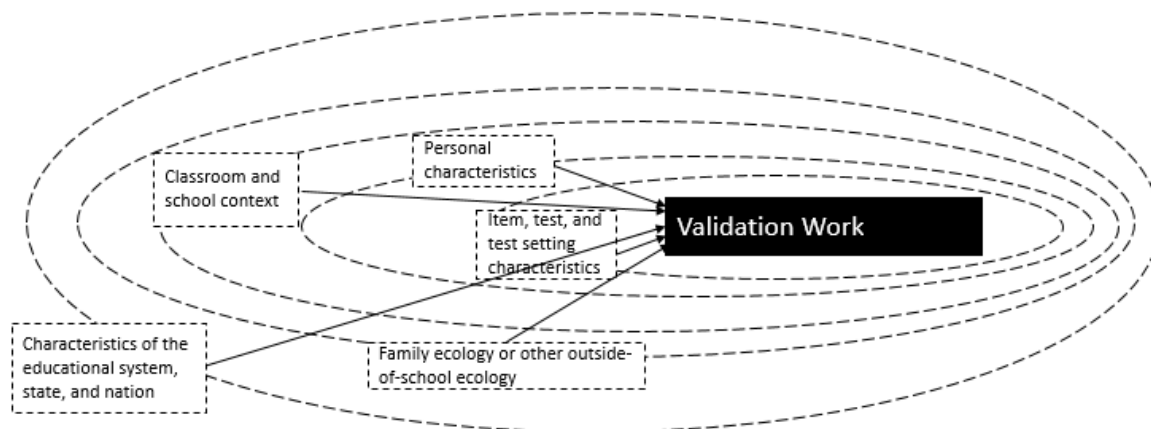 Personal
characteristics
Classroom and
school context
Item, test, and
test setting
characteristics
Validation Work
Characteristics of the
educational system,
state, and nation
Family ecology or other outside-
of-school ecology